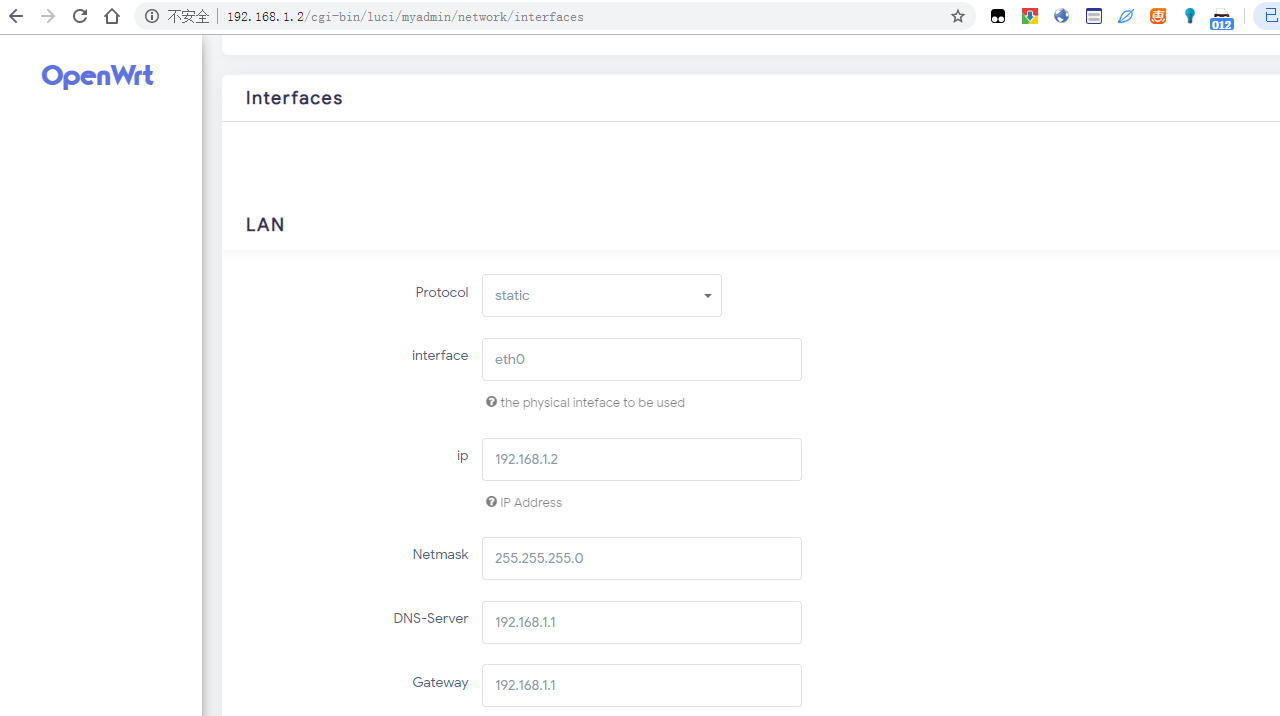 不安全 192.168.1.2/cgi-bin/luci/myadmin/network/interfaces
012
已
OpenWrt
Interfaces
LAN
Protocol static
interface eth0
the physical inteface to be used
ip 192.168.1.2
IP Address
Netmask 255.255.255.0
DNS-Server 192.168.1.1
Gateway 192.168.1.1